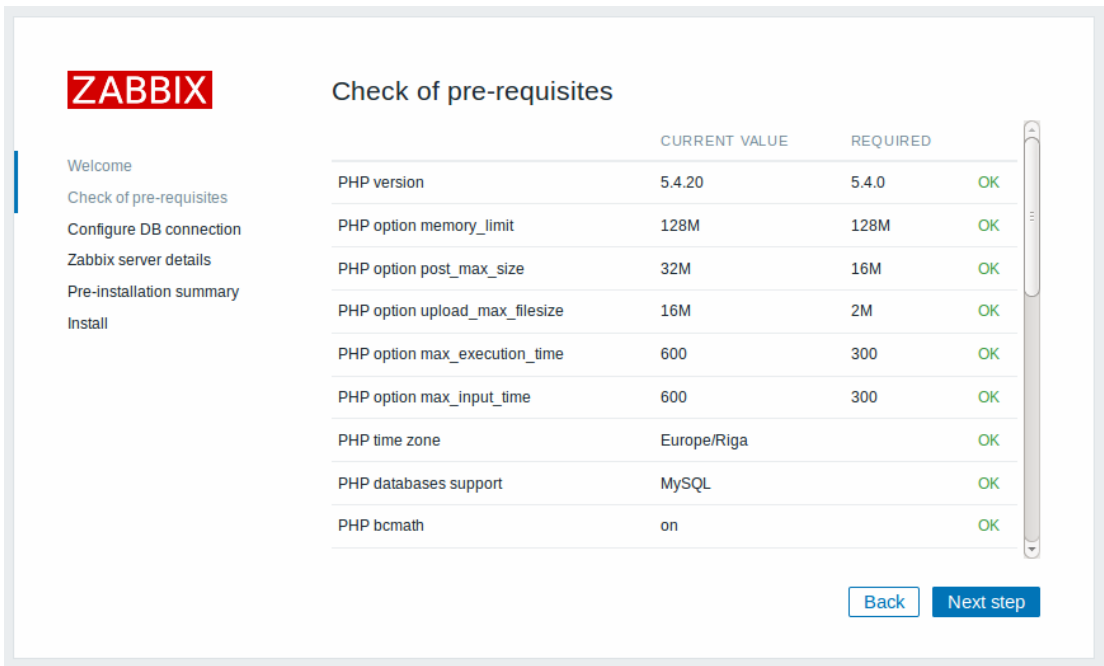 ZABBIX
Check of pre-requisites
Welcome
Check of pre-requisites
Configure DB connection
Zabbix server details
Pre-installation summary
Install
CURRENT VALUE REQUIRED
PHP version 5.4.20 5.4.0 OK
PHP option memory_limit 128M 128M OK
PHP option post_max_size 32M 16M OK
PHP option upload_max_filesize 16M 2M OK
PHP option max_execution_time 600 300 OK
PHP option max_input_time 600 300 OK
PHP time zone Europe/Riga OK
PHP databases support MySQL OK
PHP bcmath on OK
Back Next step